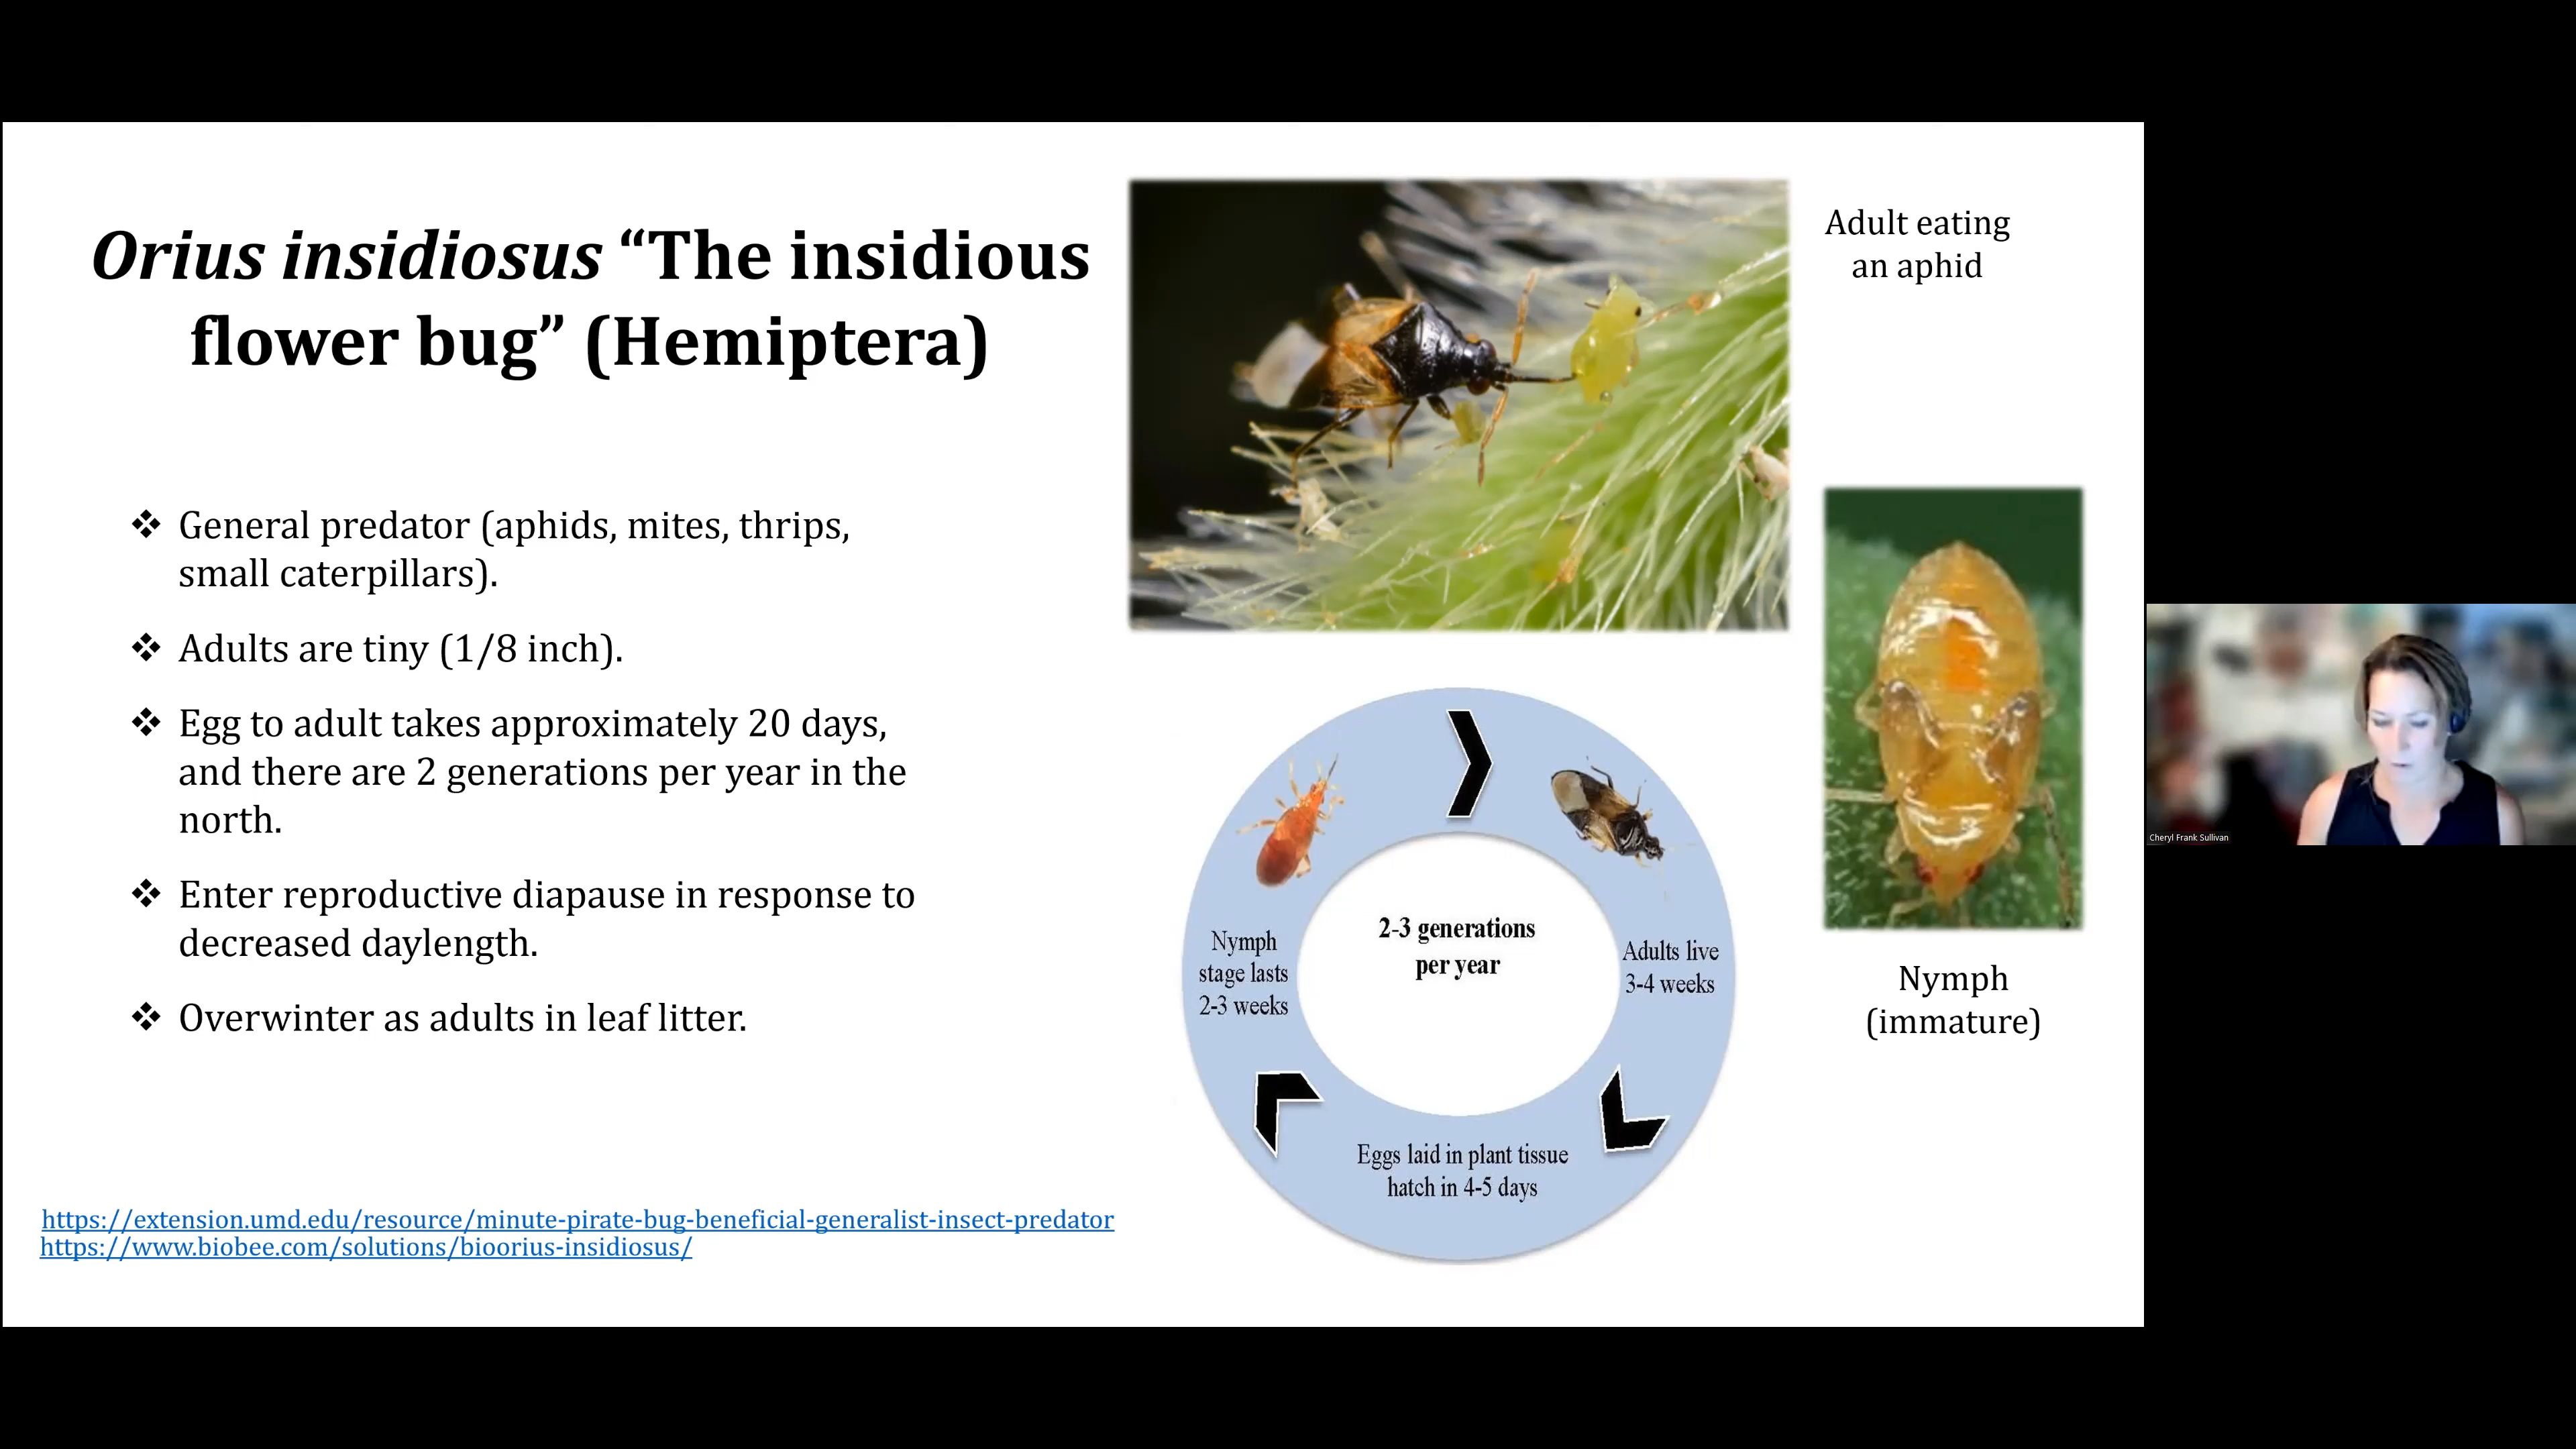 Orius insidiosus “The insidious
flower bug” (Hemiptera)
❖ General predator (aphids, mites, thrips,
small caterpillars).
❖ Adults are tiny (1/8 inch).
❖ Egg to adult takes approximately 20 days,
and there are 2 generations per year in the
north.
❖ Enter reproductive diapause in response to
decreased daylength.
❖ Overwinter as adults in leaf litter.
https://extension.umd.edu/resource/minute-pirate-bug-beneficial-generalist-insect-predator
https://www.biobee.com/solutions/bioorius-insidiosus/
Adult eating
an aphid
2-3 generations
per year
Nymph
stage lasts
2-3 weeks
Adults live
3-4 weeks
Eggs laid in plant tissue
hatch in 4-5 days
Nymph
(immature)
Cheryl Frank Sullivan